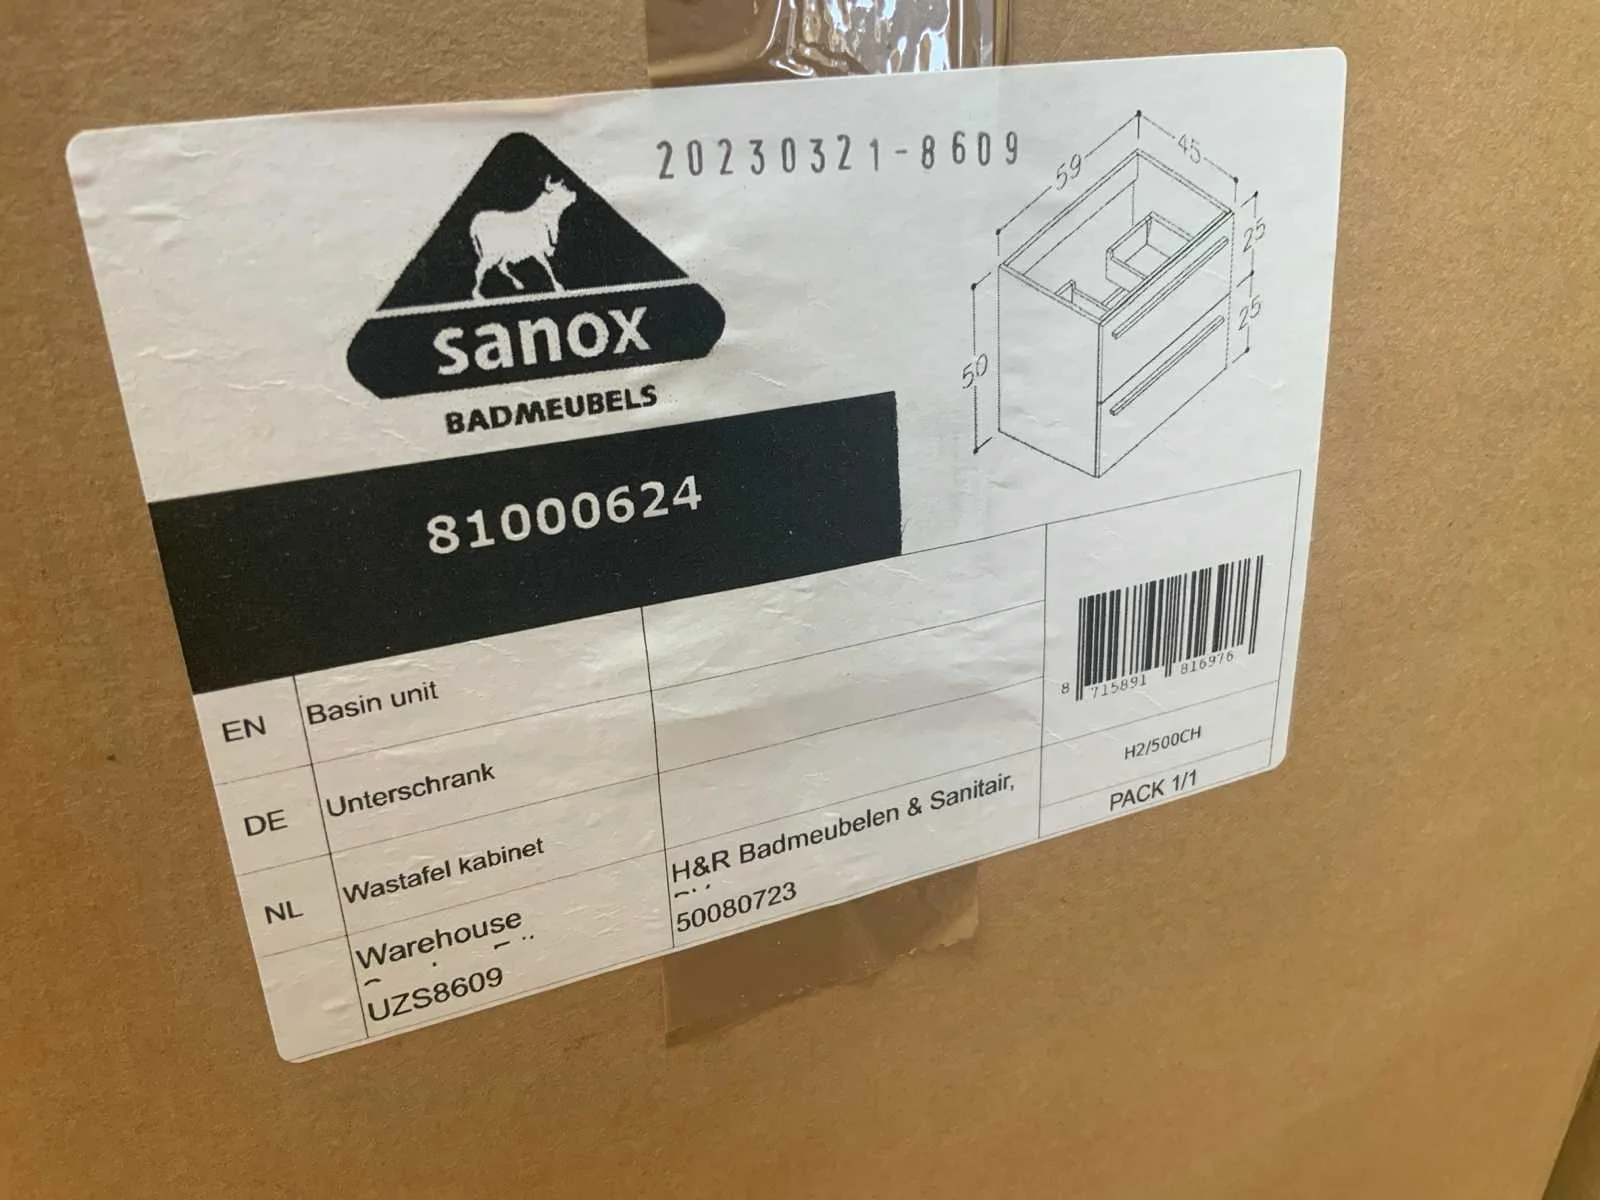 20230321-8609
sanox
BADMEUBELS
59
45
25
25
50
81000624
EN Basin unit
DE Unterschrank
NL Wastafel kabinet
Warehouse
UZS8609
H&R Badmeubelen & Sanitair,
50080723
8 715891 816976
H2/500CH
PACK 1/1